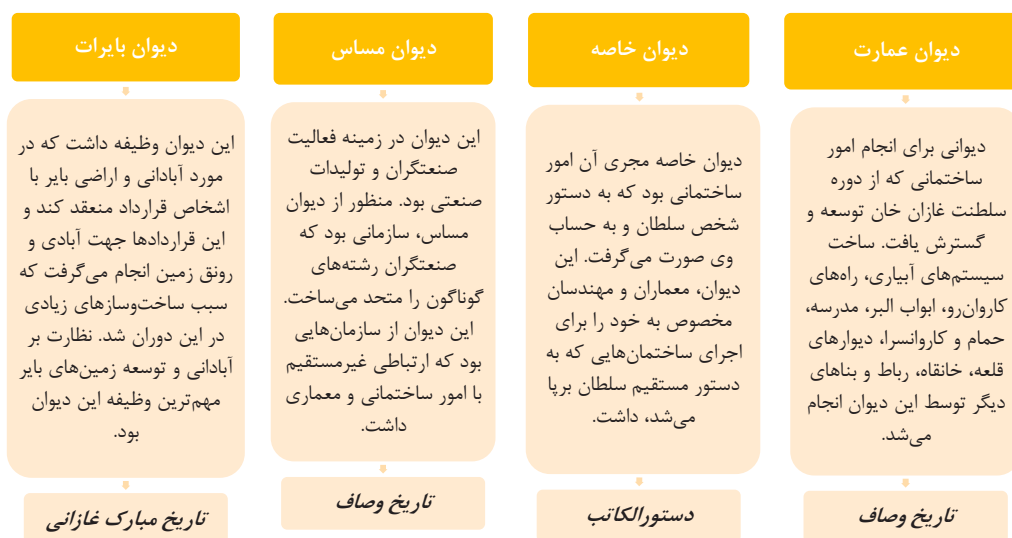 دیوان عمارت
دیوانی برای انجام امور
ساختمانی که از دوره
سلطنت غازان خان توسعه و
گسترش یافت. ساخت
سیستم‌های آبیاری، راه‌های
کاروان‌رو، ابواب البر، مدرسه،
حمام و کاروانسرا، دیوارهای
قلعه، خانقاه، رباط و بناهای
دیگر توسط این دیوان انجام
می‌شد.
تاریخ وصاف
دیوان خاصه
دیوان خاصه مجری آن امور
ساختمانی بود که به دستور
شخص سلطان و به حساب
وی صورت می‌گرفت. این
دیوان، معماران و مهندسان
مخصوص به خود را برای
اجرای ساختمان‌هایی که به
دستور مستقیم سلطان برپا
می‌شد، داشت.
دستورالکاتب
دیوان مساس
این دیوان در زمینه فعالیت
صنعتگران و تولیدات
صنعتی بود. منظور از دیوان
مساس، سازمانی بود که
صنعتگران رشته‌های
گوناگون را متحد می‌ساخت.
این دیوان از سازمان‌هایی
بود که ارتباطی غیرمستقیم
با امور ساختمانی و معماری
داشت.
تاریخ وصاف
دیوان بایرات
این دیوان وظیفه داشت که در
مورد آبادانی و اراضی بایر با
اشخاص قرارداد منعقد کند و
این قراردادها جهت آبادی و
رونق زمین انجام می‌گرفت که
سبب ساخت‌وسازهای زیادی
در این دوران شد. نظارت بر
آبادانی و توسعه زمین‌های بایر
مهم‌ترین وظیفه این دیوان
بود.
تاریخ مبارک غازانی